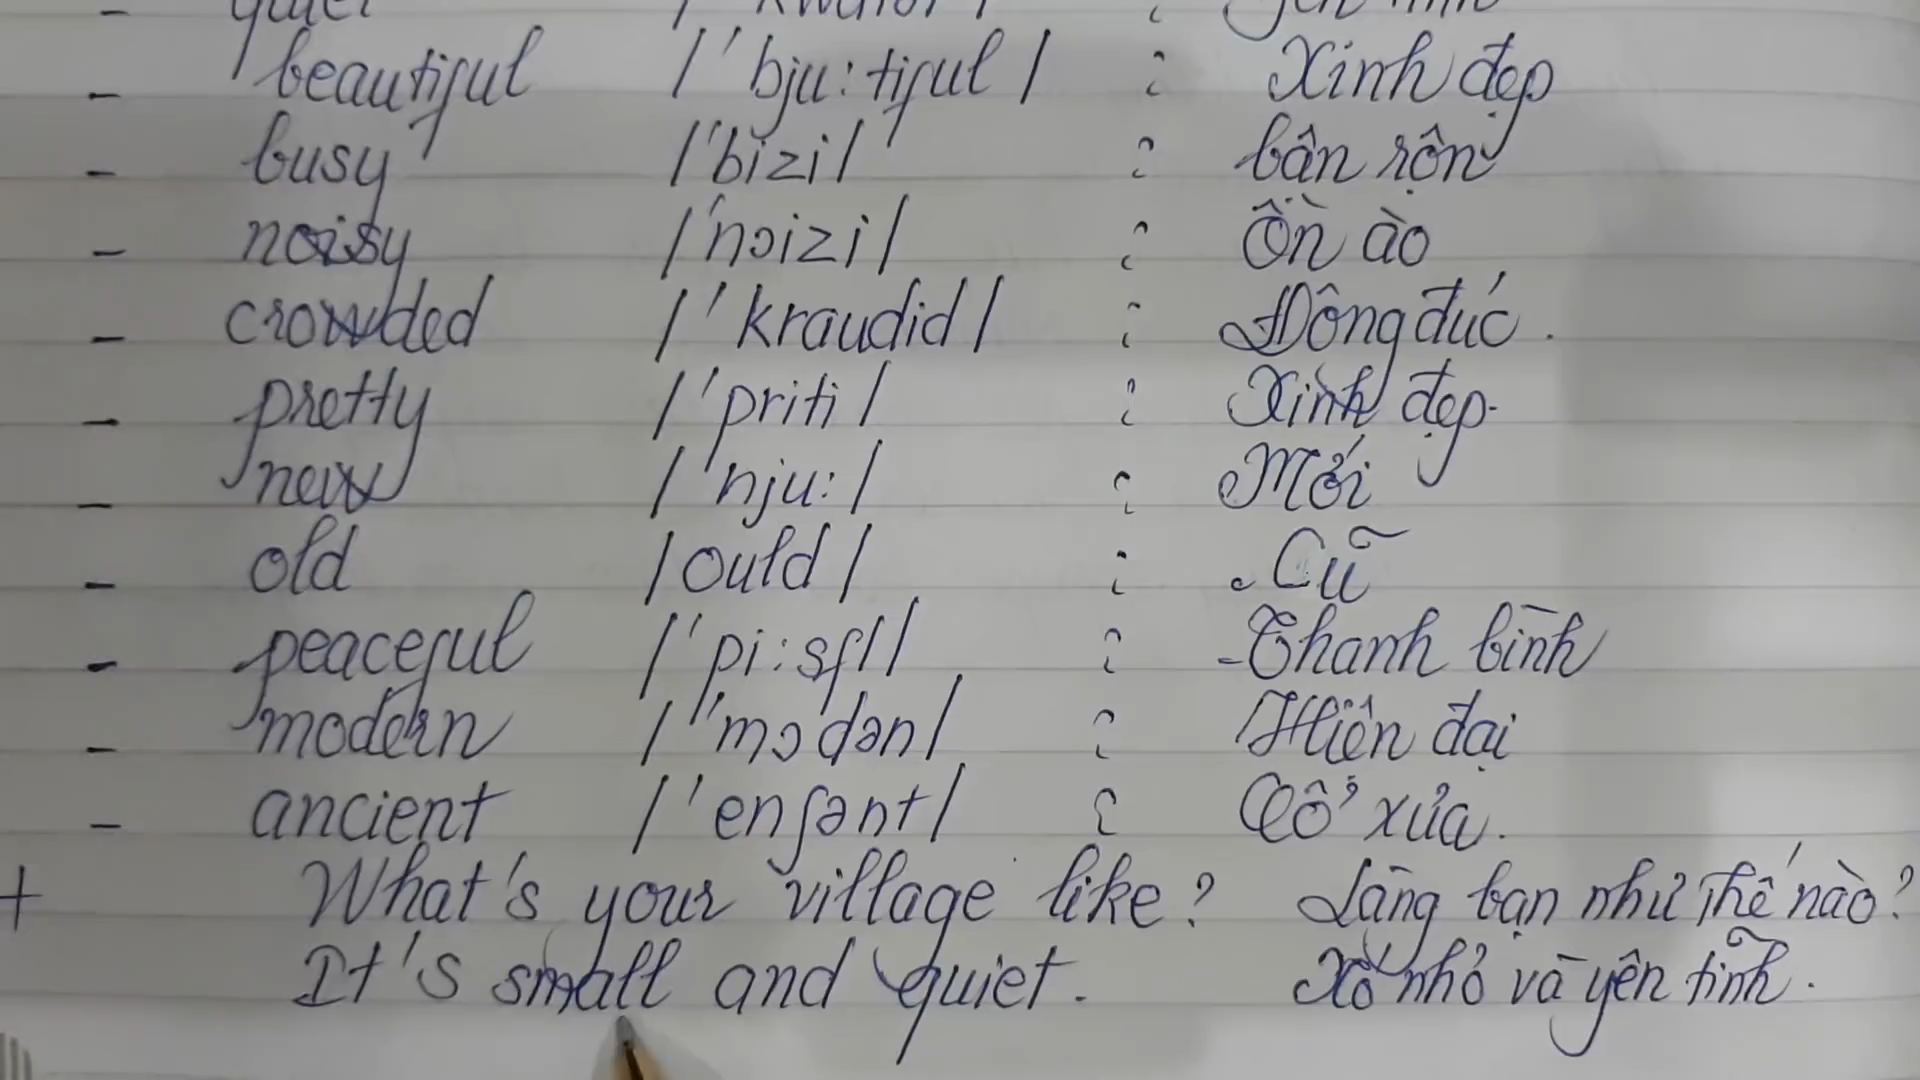 - quiet : yên tĩnh
- beautiful /'bju:tiful/ : Xinh đẹp
- busy /'bizi/ : bận rộn
- noisy /'nɔizi/ : Ồn ào
- crowded /'kraudid/ : Đông đúc.
- pretty /'priti/ : Xinh đẹp.
- new /'nju:/ : Mới
- old /ould/ : Cũ
- peaceful /'pi:sfl/ : Thanh bình
- modern /'mɔdən/ : Hiện đại
- ancient /'enʃənt/ : Cổ xưa.
+ What's your village like? Làng bạn như thế nào?
It's small and quiet. nhỏ và yên tĩnh.